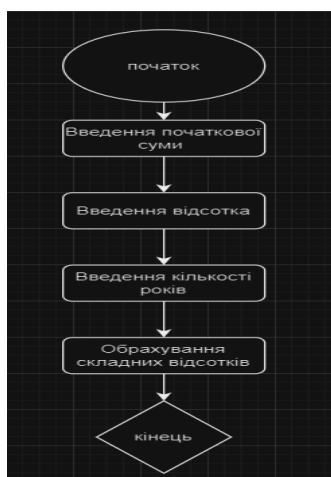 початок
Введення початкової
суми
Введення відсотка
Введення кількості
років
Обрахування
складних відсотків
кінець